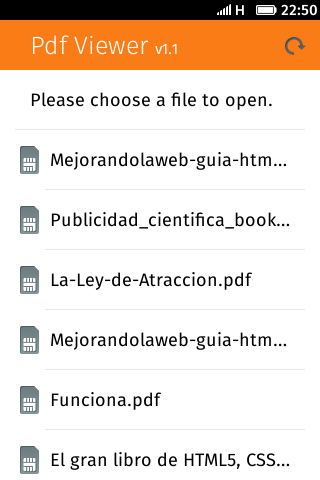 H 22:50
Pdf Viewer v1.1
Please choose a file to open.
Mejorandolaweb-guia-htm...
Publicidad_cientifica_book...
La-Ley-de-Atraccion.pdf
Mejorandolaweb-guia-htm...
Funciona.pdf
El gran libro de HTML5, CSS...